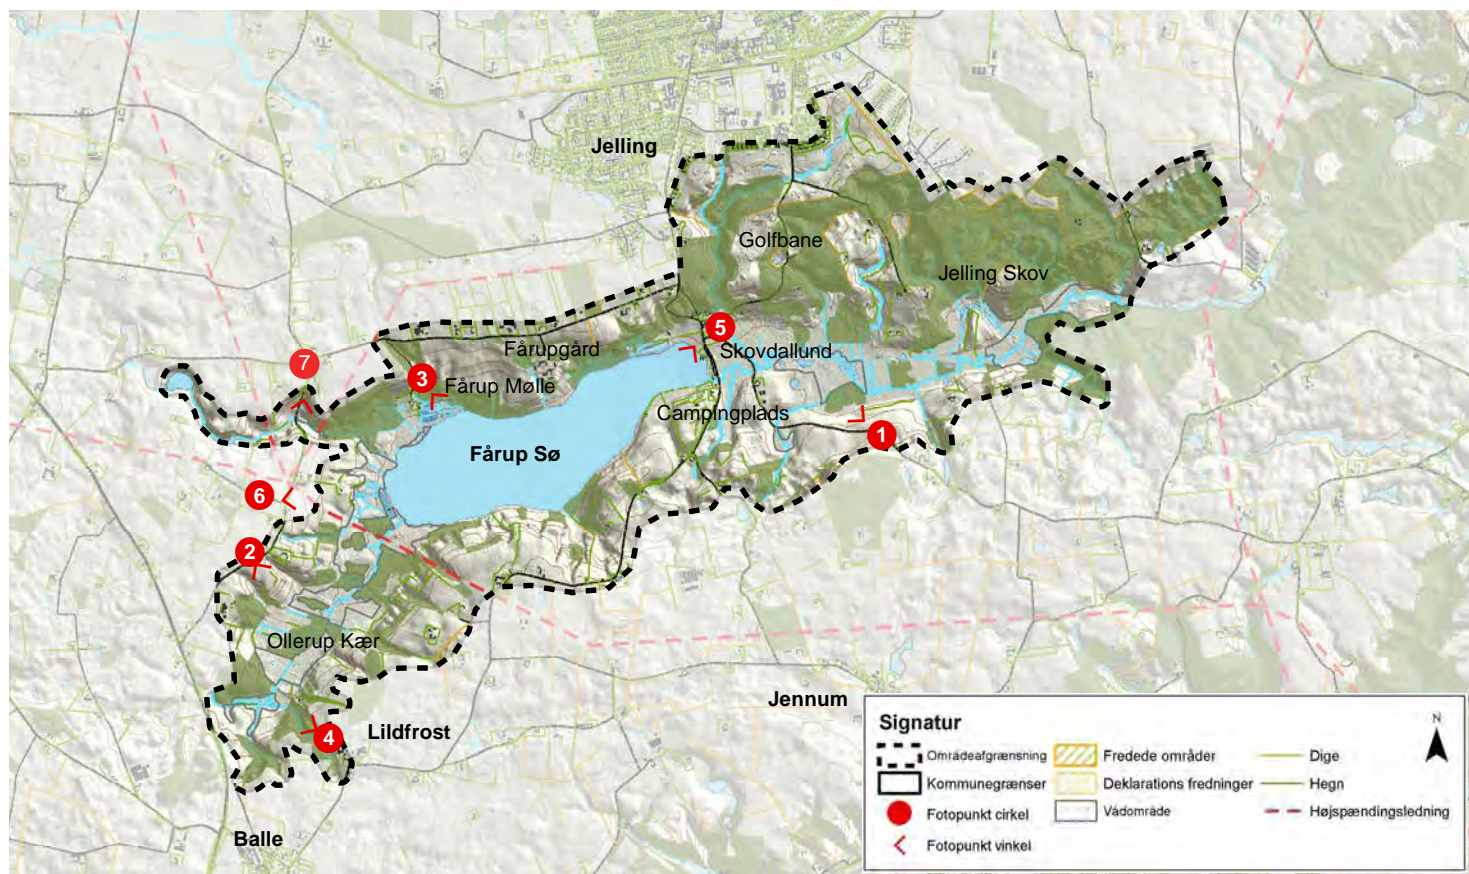 Jelling
Golfbane
Jelling Skov
5
Skovdallund
Fårupgård
7
3
Fårup Mølle
Campingplads
1
Fårup Sø
6
2
Ollerup Kær
Jennum
4
Lildfrost
Balle
Signatur
N
Områdeafgrænsning
Fredede områder
Dige
Kommunegrænser
Deklarations fredninger
Hegn
Fotopunkt cirkel
Vådområde
Højspændingsledning
Fotopunkt vinkel